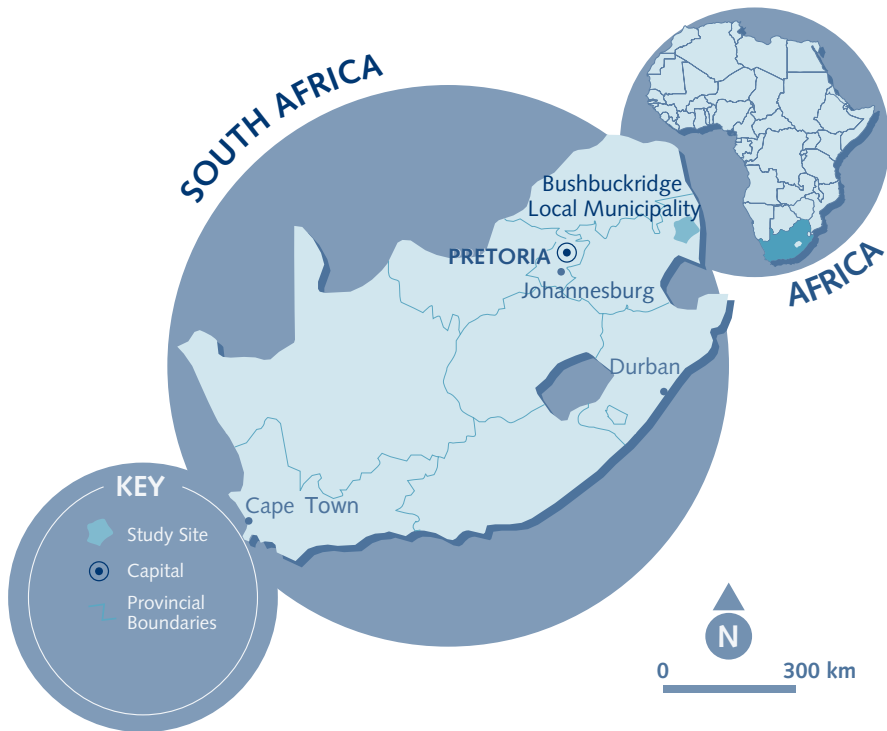 SOUTH AFRICA
AFRICA
Bushbuckridge
Local Municipality
PRETORIA
Johannesburg
Durban
Cape Town
KEY
Study Site
Capital
Provincial
Boundaries
N
0 300 km